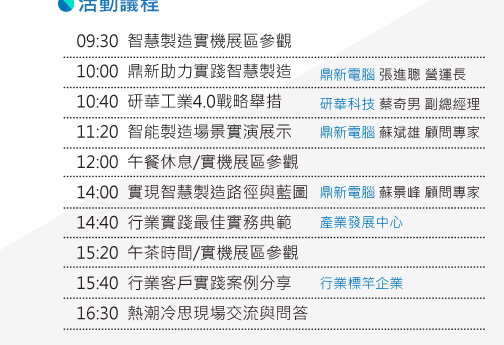 活動議程
09:30 智慧製造實機展區參觀
10:00 鼎新助力實踐智慧製造 鼎新電腦 張進聰 營運長
10:40 研華工業4.0戰略舉措 研華科技 蔡奇男 副總經理
11:20 智能製造場景實演展示 鼎新電腦 蘇斌雄 顧問專家
12:00 午餐休息/實機展區參觀
14:00 實現智慧製造路徑與藍圖 鼎新電腦 蘇景峰 顧問專家
14:40 行業實踐最佳實務典範 產業發展中心
15:20 午茶時間/實機展區參觀
15:40 行業客戶實踐案例分享 行業標竿企業
16:30 熱潮冷思現場交流與問答